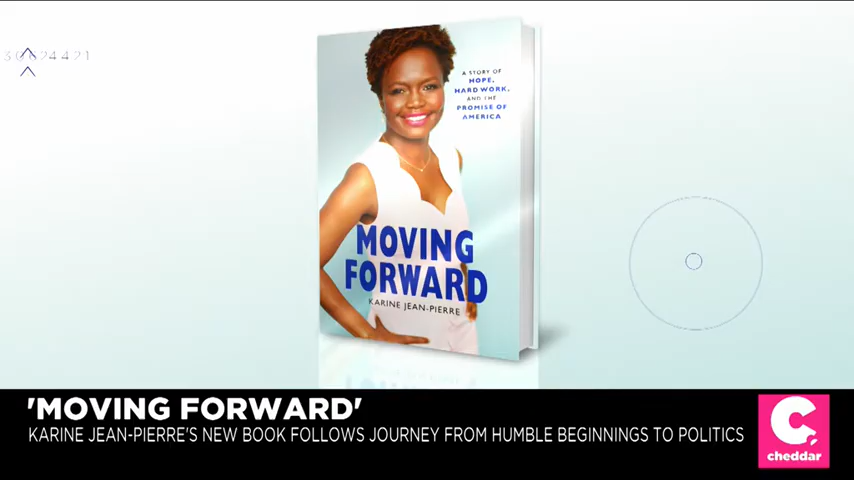 30624421
A STORY OF
HOPE,
HARD WORK,
AND THE
PROMISE OF
AMERICA
MOVING
FORWARD
KARINE JEAN-PIERRE
'MOVING FORWARD'
KARINE JEAN-PIERRE'S NEW BOOK FOLLOWS JOURNEY FROM HUMBLE BEGINNINGS TO POLITICS
C
cheddar